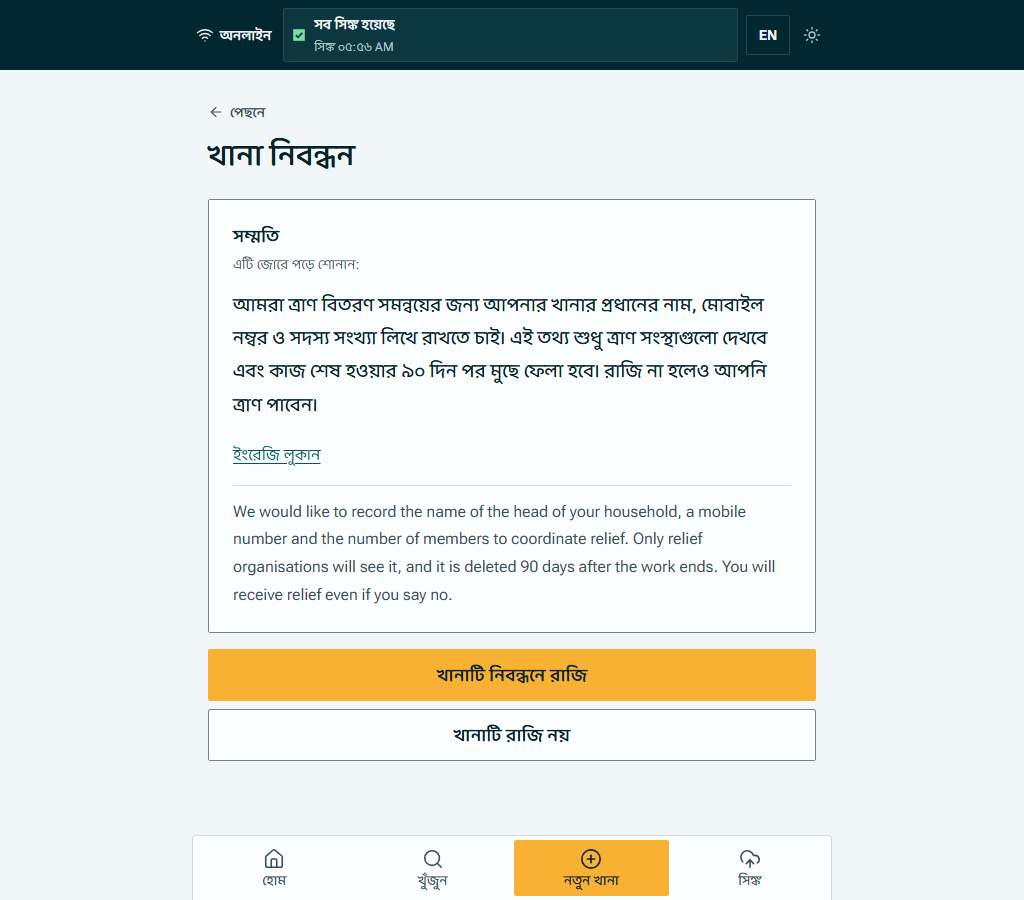 অনলাইন
সব সিঙ্ক হয়েছে
সিঙ্ক ০৫:৫৬ AM
EN
পেছনে
খানা নিবন্ধন
সম্মতি
এটি জোরে পড়ে শোনান:
আমরা ত্রাণ বিতরণ সমন্বয়ের জন্য আপনার খানার প্রধানের নাম, মোবাইল
নম্বর ও সদস্য সংখ্যা লিখে রাখতে চাই। এই তথ্য শুধু ত্রাণ সংস্থাগুলো দেখবে
এবং কাজ শেষ হওয়ার ৯০ দিন পর মুছে ফেলা হবে। রাজি না হলেও আপনি
ত্রাণ পাবেন।
ইংরেজি লুকান
We would like to record the name of the head of your household, a mobile
number and the number of members to coordinate relief. Only relief
organisations will see it, and it is deleted 90 days after the work ends. You will
receive relief even if you say no.
খানাটি নিবন্ধনে রাজি
খানাটি রাজি নয়
হোম
খুঁজুন
নতুন খানা
সিঙ্ক